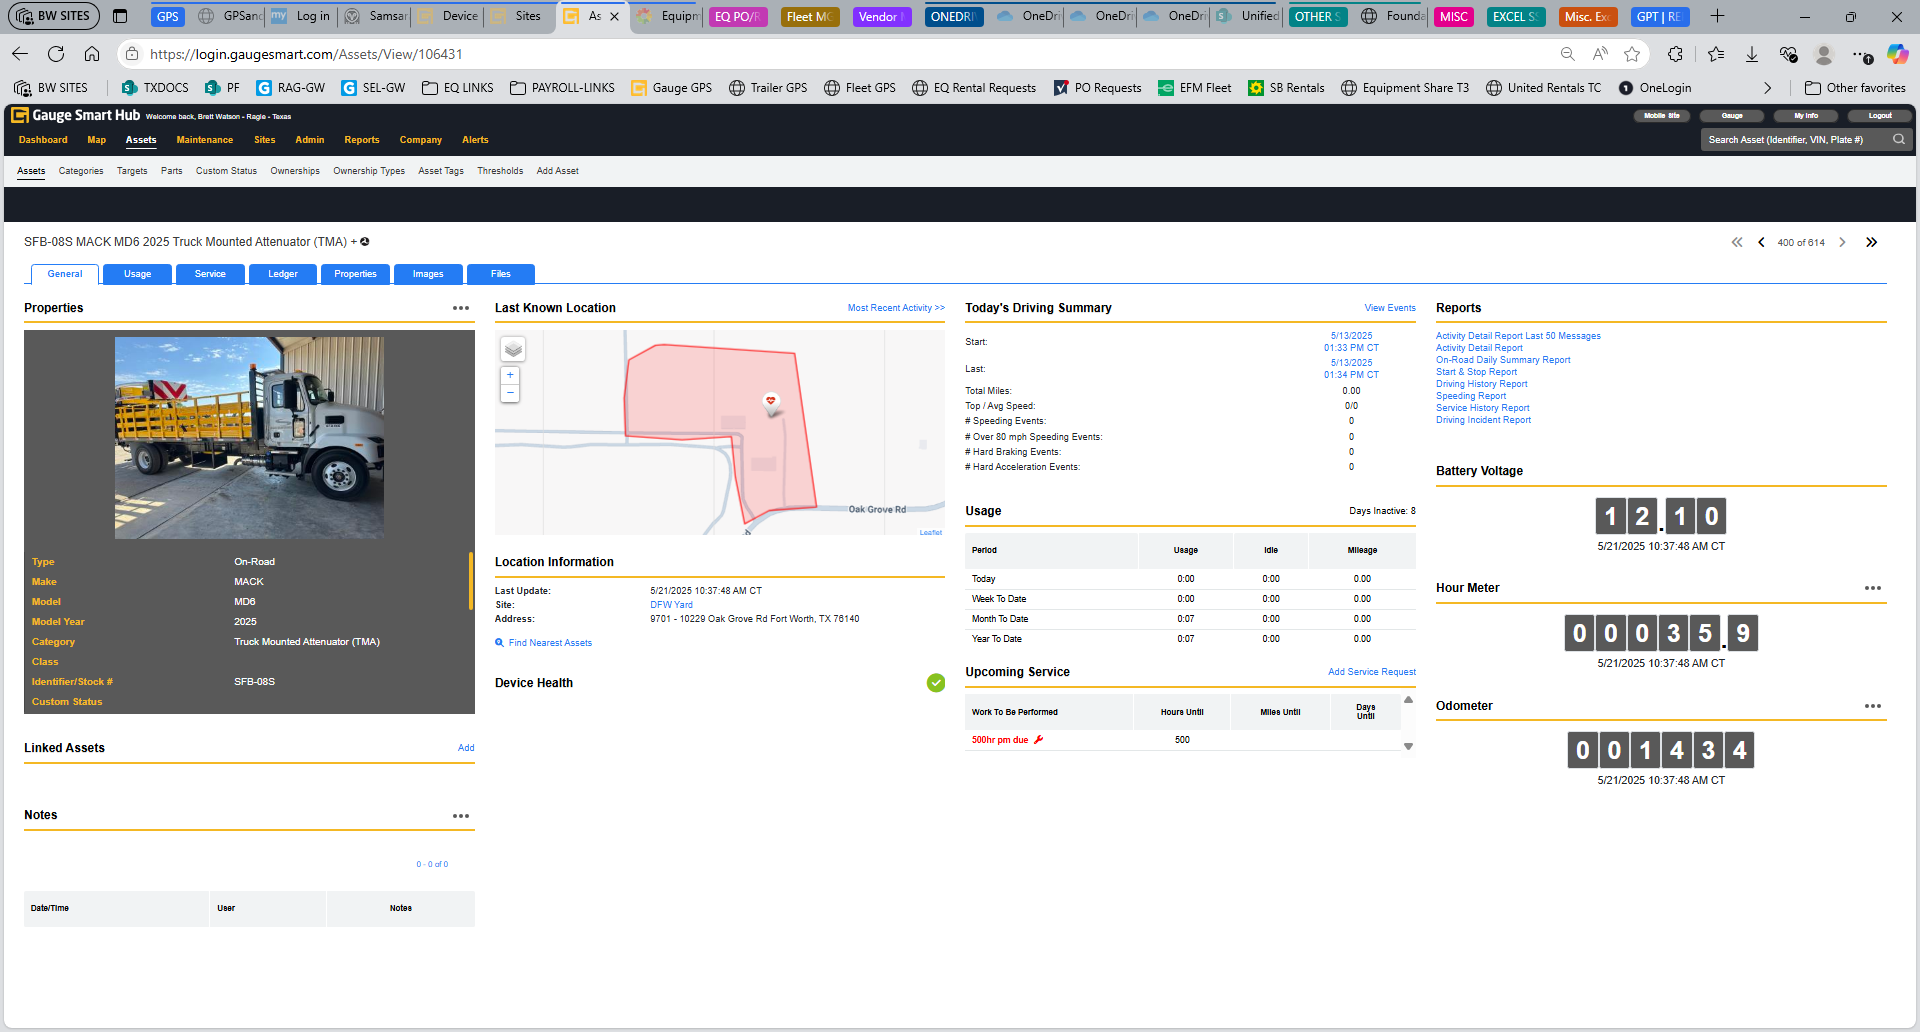 BW SITES
GPS
GPSanc
Log in
Samsar
Device
Sites
As
Equipm
EQ PO/R
Fleet MO
Vendor
ONEDRIV
OneDri
OneDri
OneDri
Unified
OTHER S
Founda
MISC
EXCEL SS
Misc. Exc
GPT | RE
https://login.gaugesmart.com/Assets/View/106431
BW SITES TXDOCS PF RAG-GW SEL-GW EQ LINKS PAYROLL-LINKS Gauge GPS Trailer GPS Fleet GPS EQ Rental Requests PO Requests EFM Fleet SB Rentals Equipment Share T3 United Rentals TC OneLogin Other favorites
Gauge Smart Hub Welcome back, Brett Watson - Ragle - Texas
Mobile Site Gauge My Info Logout
Dashboard Map Assets Maintenance Sites Admin Reports Company Alerts
Search Asset (Identifier, VIN, Plate #)
Assets Categories Targets Parts Custom Status Ownerships Ownership Types Asset Tags Thresholds Add Asset
SFB-08S MACK MD6 2025 Truck Mounted Attenuator (TMA) +
400 of 614
General Usage Service Ledger Properties Images Files
Properties
Type On-Road
Make MACK
Model MD6
Model Year 2025
Category Truck Mounted Attenuator (TMA)
Class
Identifier/Stock # SFB-08S
Custom Status
Linked Assets Add
Notes
0 - 0 of 0
Date/Time User Notes
Last Known Location Most Recent Activity >>
+
−
Oak Grove Rd
Leaflet
Location Information
Last Update: 5/21/2025 10:37:48 AM CT
Site: DFW Yard
Address: 9701 - 10229 Oak Grove Rd Fort Worth, TX 76140
Find Nearest Assets
Device Health
Today's Driving Summary View Events
Start: 5/13/2025
01:33 PM CT
Last: 5/13/2025
01:34 PM CT
Total Miles: 0.00
Top / Avg Speed: 0/0
# Speeding Events: 0
# Over 80 mph Speeding Events: 0
# Hard Braking Events: 0
# Hard Acceleration Events: 0
Usage Days Inactive: 8
Period Usage Idle Mileage
Today 0:00 0:00 0.00
Week To Date 0:00 0:00 0.00
Month To Date 0:07 0:00 0.00
Year To Date 0:07 0:00 0.00
Upcoming Service Add Service Request
Work To Be Performed Hours Until Miles Until Days Until
500hr pm due 500
Reports
Activity Detail Report Last 50 Messages
Activity Detail Report
On-Road Daily Summary Report
Start & Stop Report
Driving History Report
Speeding Report
Service History Report
Driving Incident Report
Battery Voltage
12.10
5/21/2025 10:37:48 AM CT
Hour Meter
00035.9
5/21/2025 10:37:48 AM CT
Odometer
001434
5/21/2025 10:37:48 AM CT